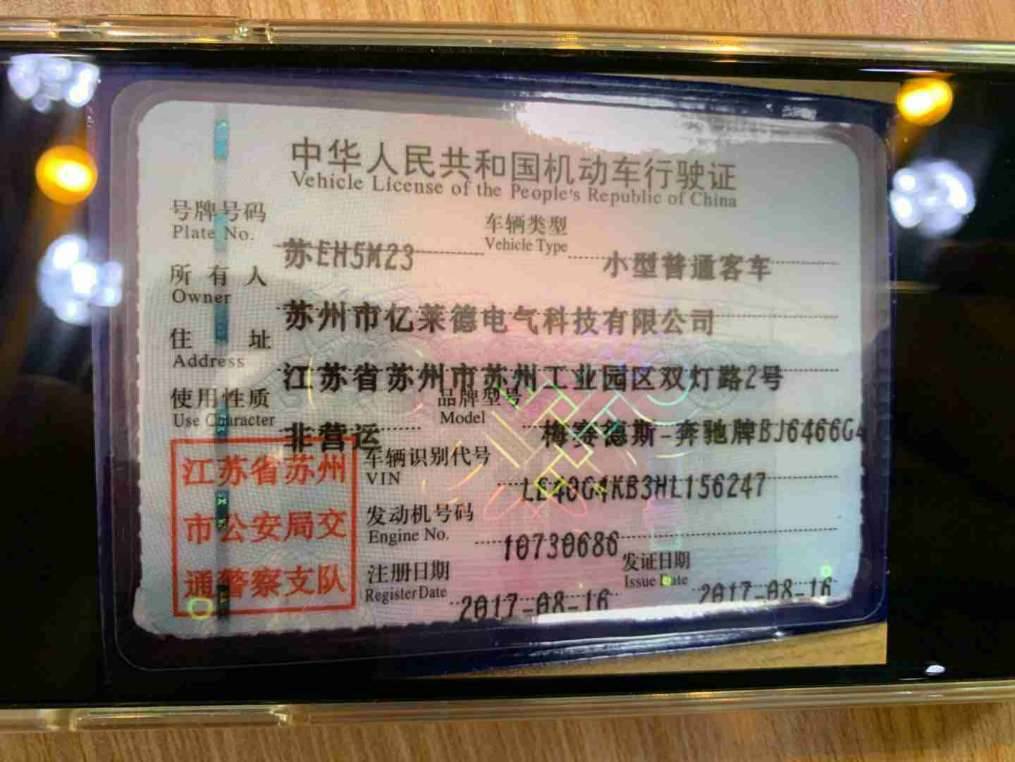 中华人民共和国机动车行驶证
Vehicle License of the People's Republic of China
号牌号码 苏EH5M23 车辆类型 小型普通客车
Plate No. Vehicle Type
所有人 苏州市亿莱德电气科技有限公司
Owner
住址 江苏省苏州市苏州工业园区双灯路2号
Address
使用性质 非营运 品牌型号 梅赛德斯-奔驰牌BJ6466G4
Use Character Model
车辆识别代号 LE40G4KB3HL156247
VIN
发动机号码 10730686
Engine No.
注册日期 2017-08-16 发证日期 2017-08-16
Register Date Issue Date
江苏省苏州
市公安局交
通警察支队